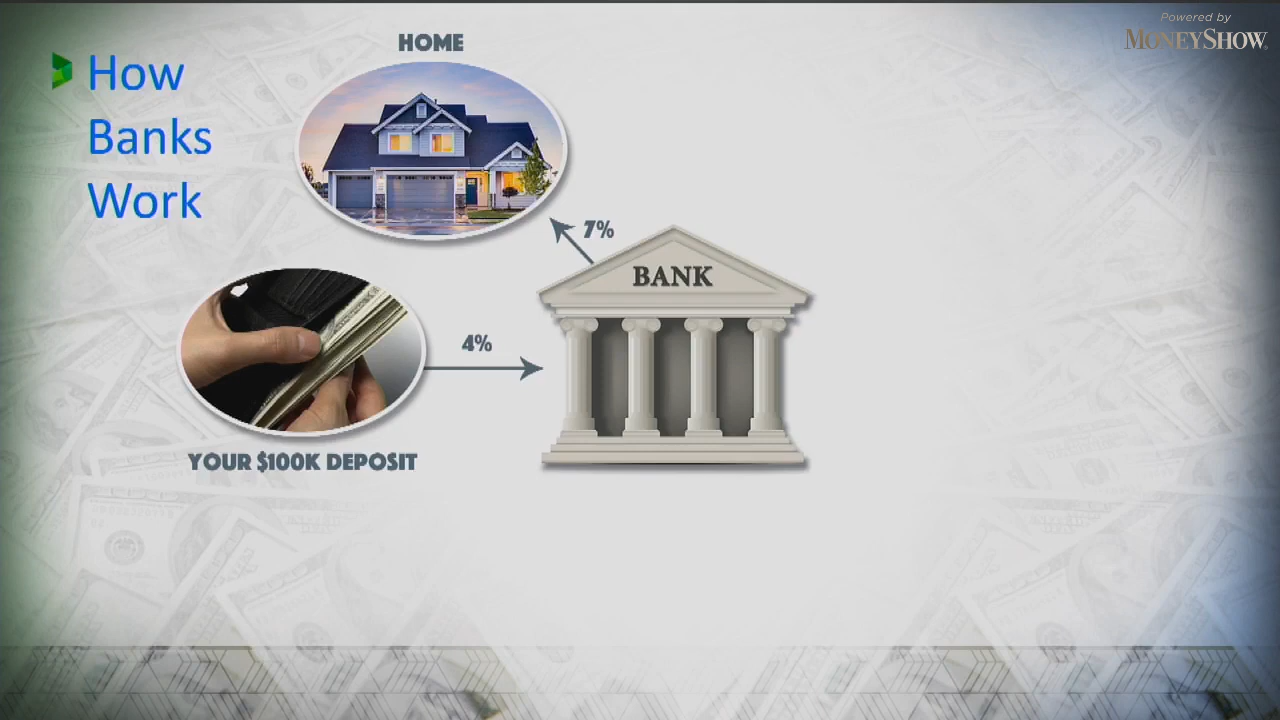 Powered by
MONEYSHOW
How
Banks
Work
HOME
7%
BANK
4%
YOUR $100K DEPOSIT